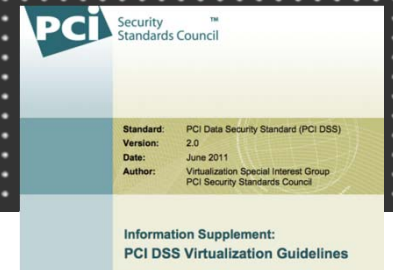 PCI Security ™
Standards Council
Standard: PCI Data Security Standard (PCI DSS)
Version: 2.0
Date: June 2011
Author: Virtualization Special Interest Group
PCI Security Standards Council
Information Supplement:
PCI DSS Virtualization Guidelines